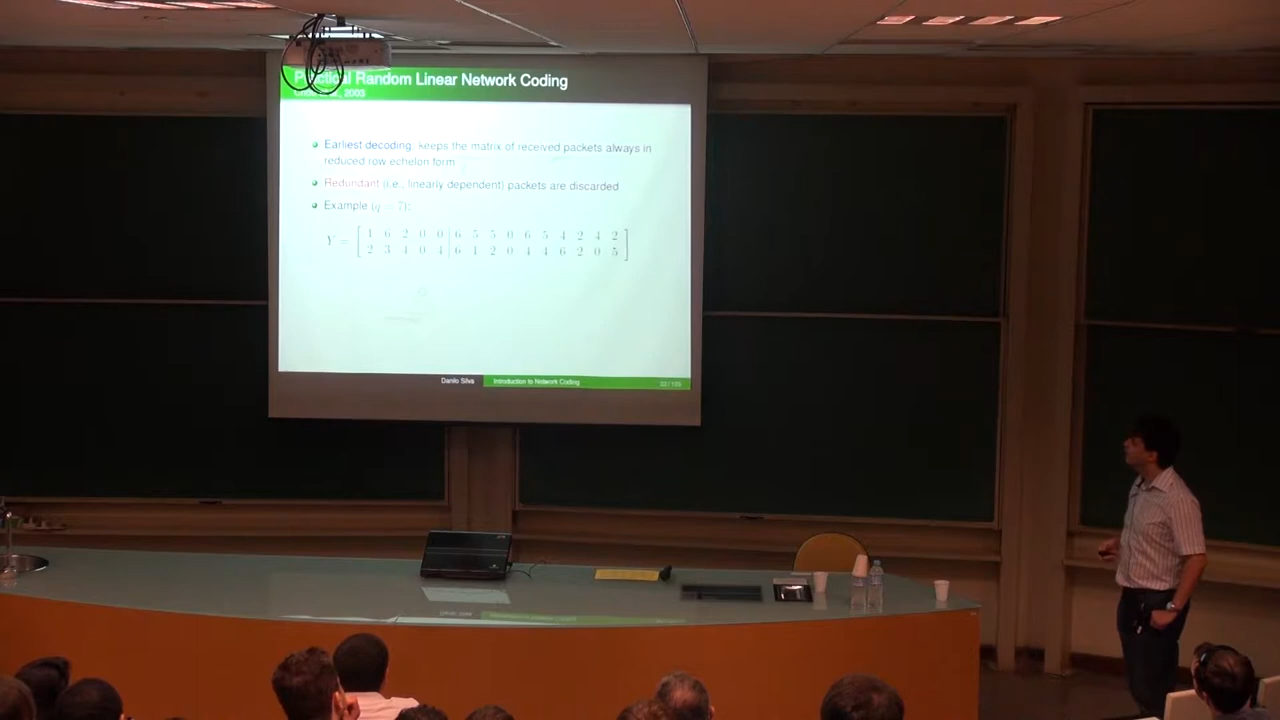 Random Linear Network Coding
2003
Earliest decoding: keeps the matrix of received packets always in
reduced row echelon form
Redundant (i.e., linearly dependent) packets are discarded
Example (q = 7):
Y =
1 6 2 0 0 6 5 5 0 6 5 4 2 4 2
2 3 4 0 4 6 1 2 0 4 4 6 2 0 5
Danilo Silva Introduction to Network Coding